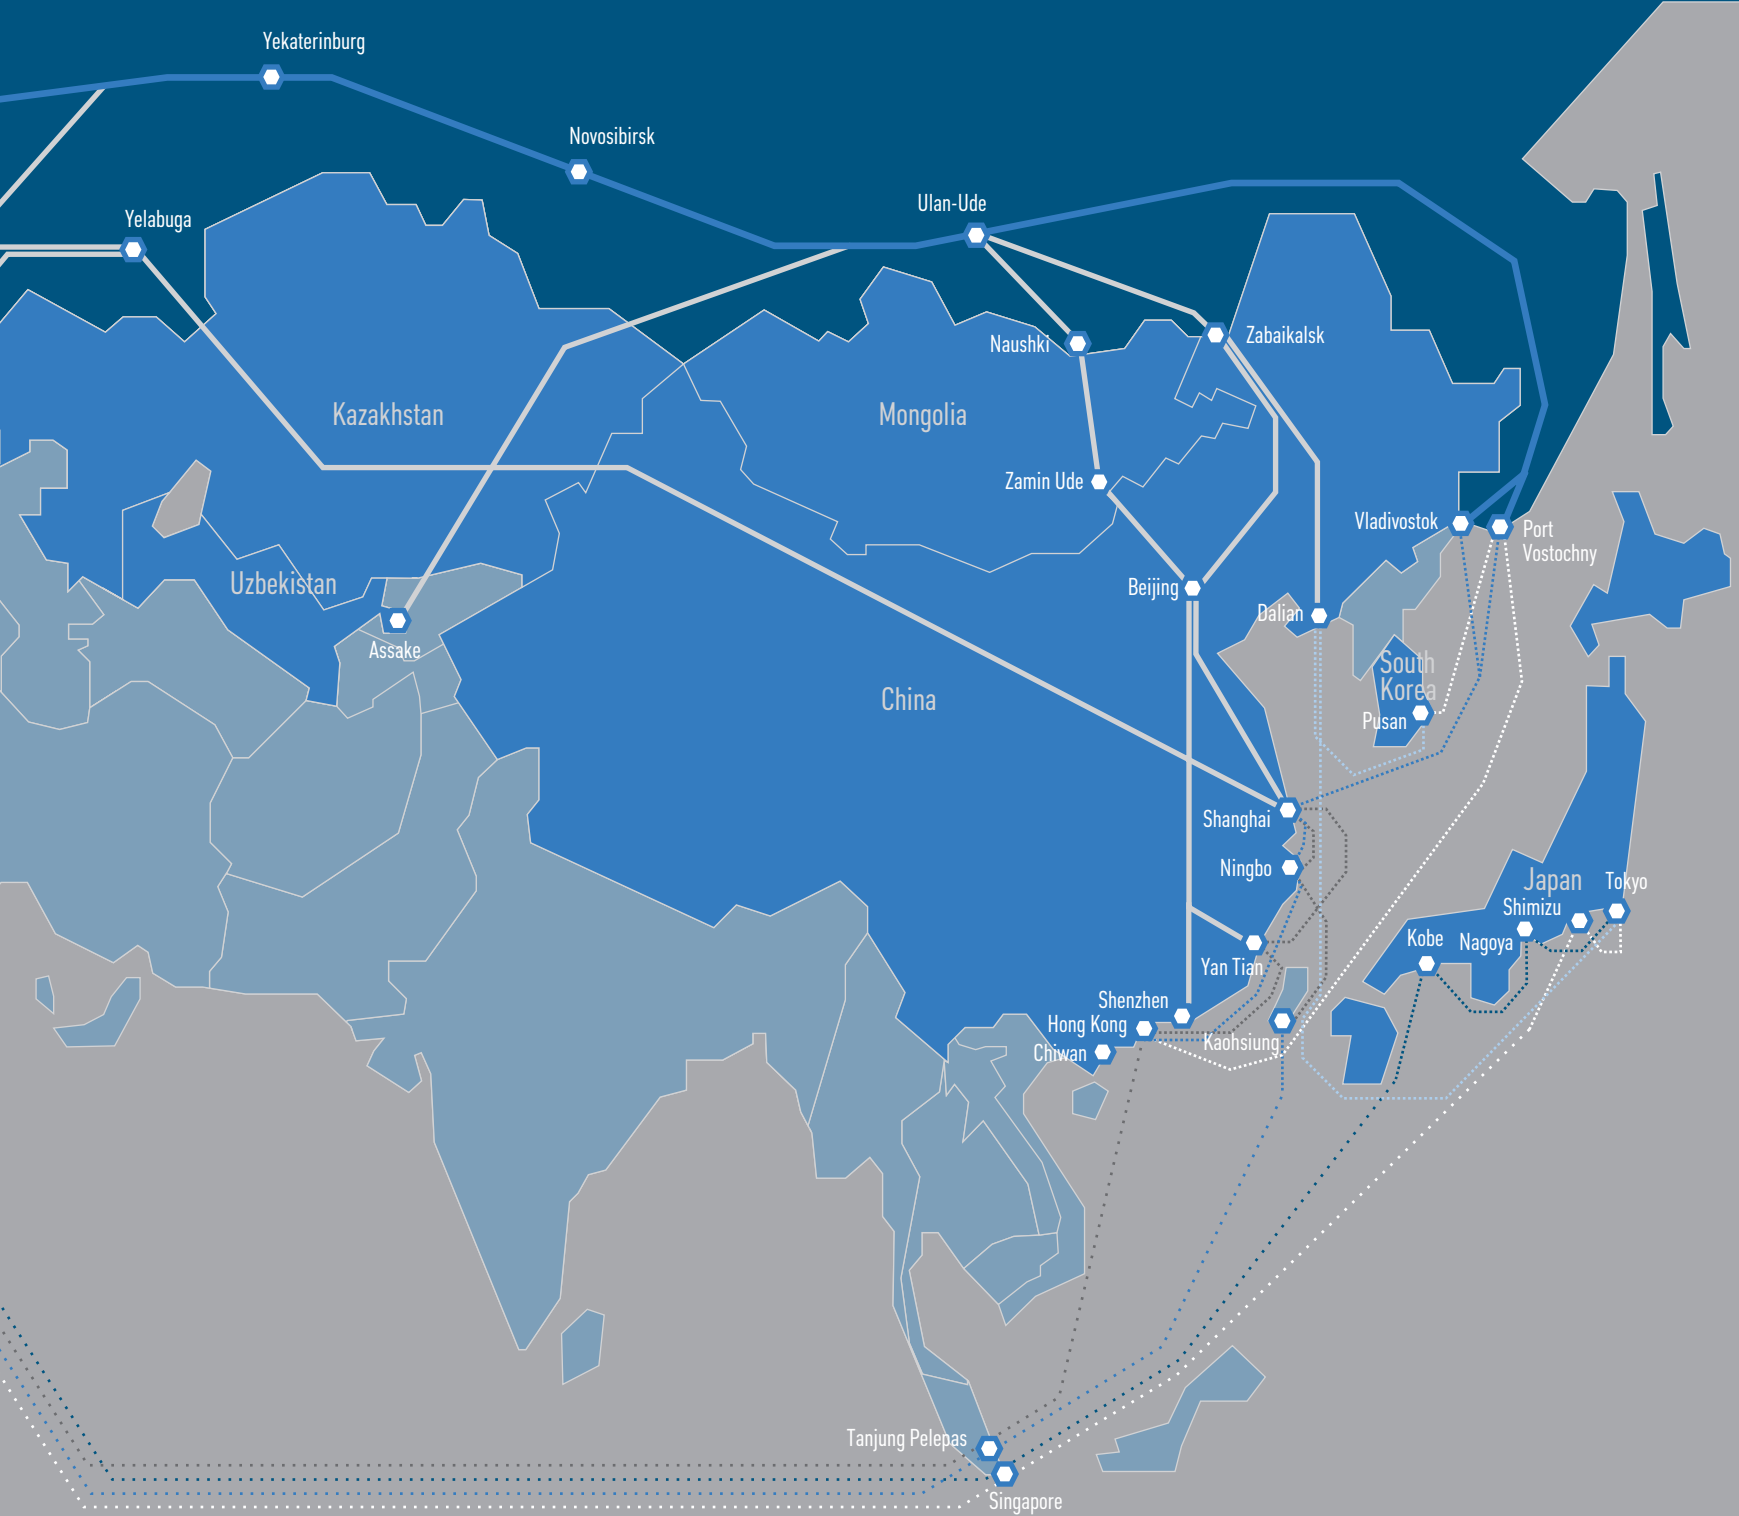 Yekaterinburg
Novosibirsk
Ulan-Ude
Yelabuga
Naushki
Zabaikalsk
Kazakhstan
Mongolia
Zamin Ude
Vladivostok
Port
Vostochny
Uzbekistan
Beijing
Dalian
Assake
South
Korea
China
Pusan
Shanghai
Ningbo
Japan
Tokyo
Shimizu
Kobe
Nagoya
Yan Tian
Shenzhen
Hong Kong
Kaohsiung
Chiwan
Tanjung Pelepas
Singapore